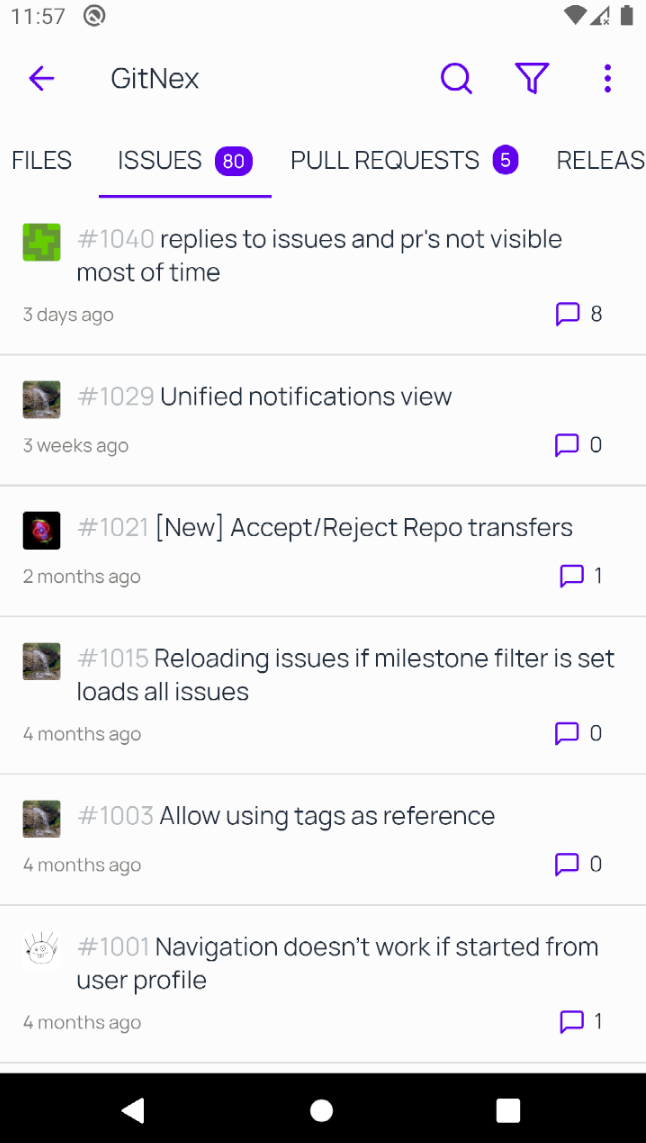 11:57
GitNex
FILES ISSUES 80 PULL REQUESTS 5 RELEAS
#1040 replies to issues and pr's not visible
most of time
3 days ago 8
#1029 Unified notifications view
3 weeks ago 0
#1021 [New] Accept/Reject Repo transfers
2 months ago 1
#1015 Reloading issues if milestone filter is set
loads all issues
4 months ago 0
#1003 Allow using tags as reference
4 months ago 0
#1001 Navigation doesn't work if started from
user profile
4 months ago 1